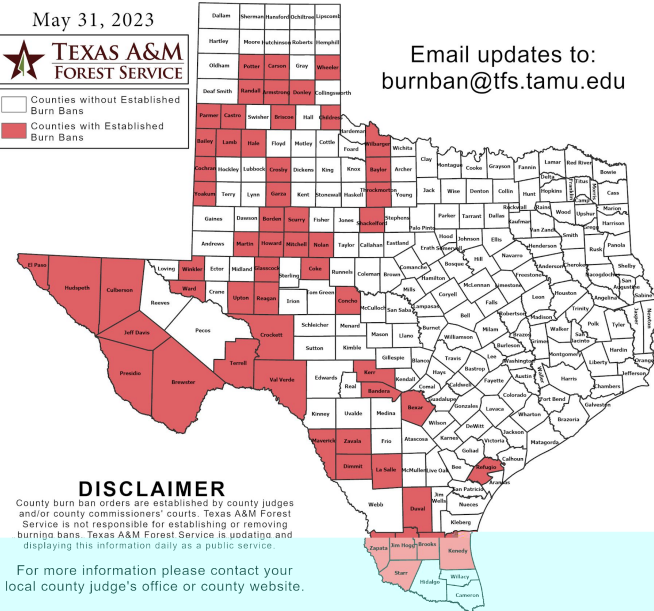 May 31, 2023
TEXAS A&M
FOREST SERVICE
Counties without Established
Burn Bans
Counties with Established
Burn Bans
Email updates to:
burnban@tfs.tamu.edu
Dallam Sherman Hansford Ochiltree Lipscomb
Hartley Moore Hutchinson Roberts Hemphill
Oldham Potter Carson Gray Wheeler
Deaf Smith Randall Armstrong Donley Collingsworth
Parmer Castro Swisher Briscoe Hall Childress
Hardeman
Bailey Lamb Hale Floyd Motley Cottle Foard Wilbarger Wichita
Clay Montague Cooke Grayson Fannin Lamar Red River Bowie
Cochran Hockley Lubbock Crosby Dickens King Knox Baylor Archer
Delta Titus Franklin Morris Cass
Yoakum Terry Lynn Garza Kent Stonewall Haskell Throckmorton Young Jack Wise Denton Collin Hunt Hopkins Camp Marion
Rockwall Rains Wood Upshur Harrison
Gaines Dawson Borden Scurry Fisher Jones Shackelford Stephens Palo Pinto Parker Tarrant Dallas Kaufman Van Zandt Gregg
Smith Rusk Panola
Andrews Martin Howard Mitchell Nolan Taylor Callahan Eastland Erath Hood Somervell Johnson Ellis Henderson
El Paso Hudspeth Culberson Loving Winkler Ector Midland Glasscock Sterling Coke Runnels Coleman Brown Comanche Bosque Hill Navarro Anderson Cherokee Nacogdoches Shelby
San Augustine Sabine
Reeves Ward Crane Upton Reagan Irion Tom Green Concho McCulloch San Saba Mills Hamilton Coryell McLennan Limestone Freestone Leon Houston Angelina
Lampasas Bell Falls Robertson Madison Trinity Polk Tyler Jasper Newton
Jeff Davis Pecos Crockett Schleicher Menard Mason Llano Burnet Williamson Milam Brazos Grimes Walker San Jacinto Hardin Orange
Sutton Kimble Gillespie Blanco Travis Lee Burleson Washington Montgomery Liberty Jefferson
Presidio Brewster Terrell Val Verde Edwards Real Kerr Kendall Hays Bastrop Fayette Austin Waller Harris Chambers
Bandera Comal Caldwell Colorado Fort Bend Galveston
Kinney Uvalde Medina Bexar Guadalupe Gonzales Lavaca Wharton Brazoria
Wilson DeWitt Jackson Matagorda
Maverick Zavala Frio Atascosa Karnes Victoria
Goliad Calhoun
Dimmit La Salle McMullen Live Oak Bee Refugio Aransas
San Patricio
Webb Duval Jim Wells Nueces
Kleberg
Zapata Jim Hogg Brooks Kenedy
Starr Hidalgo Willacy
Cameron
DISCLAIMER
County burn ban orders are established by county judges
and/or county commissioners' courts. Texas A&M Forest
Service is not responsible for establishing or removing
burning bans. Texas A&M Forest Service is updating and
displaying this information daily as a public service.
For more information please contact your
local county judge's office or county website.